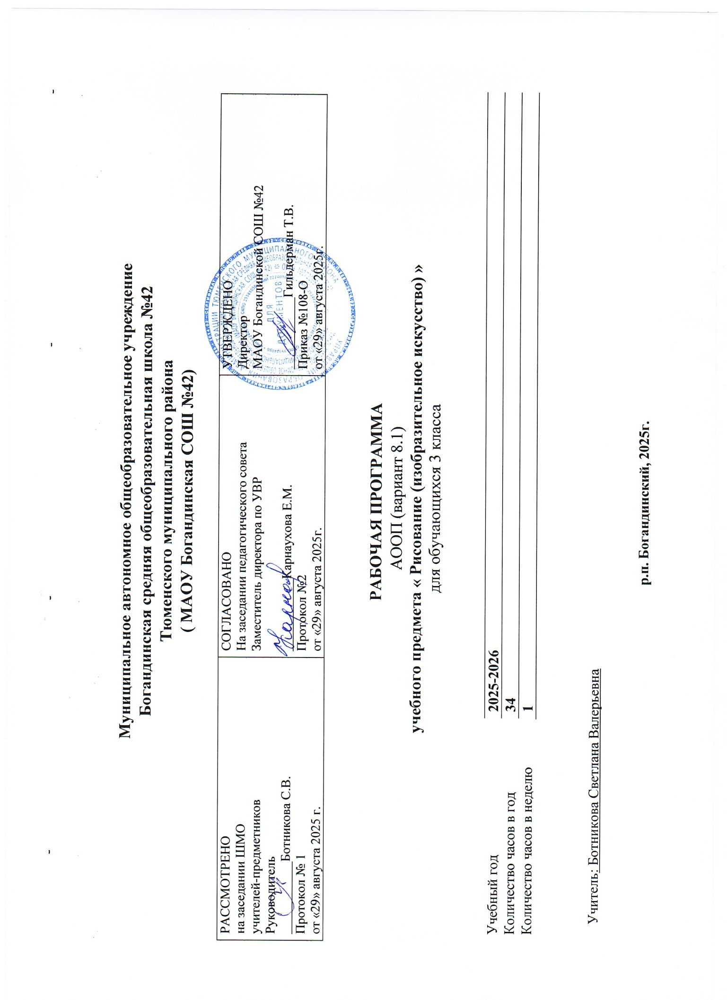 Муниципальное автономное общеобразовательное учреждение
Богандинская средняя общеобразовательная школа №42
Тюменского муниципального района
( МАОУ Богандинская СОШ №42)
РАССМОТРЕНО
на заседании ШМО
учителей-предметников
Руководитель
Ботникова С.В.
Протокол № 1
от «29» августа 2025 г.
СОГЛАСОВАНО
На заседании педагогического совета
Заместитель директора по УВР
Карнаухова Е.М.
Протокол №2
от «29» августа 2025г.
УТВЕРЖДЕНО
Директор
МАОУ Богандинской СОШ №42
Гильдерман Т.В.
Приказ №108-О
от «29» августа 2025г.
ДЛЯ
ДОКУМЕНТОВ
РАБОЧАЯ ПРОГРАММА
АООП (вариант 8.1)
учебного предмета « Рисование (изобразительное искусство) »
для обучающихся 3 класса
Учебный год 2025-2026
Количество часов в год 34
Количество часов в неделю 1
Учитель: Ботникова Светлана Валерьевна
р.п. Богандинский, 2025г.